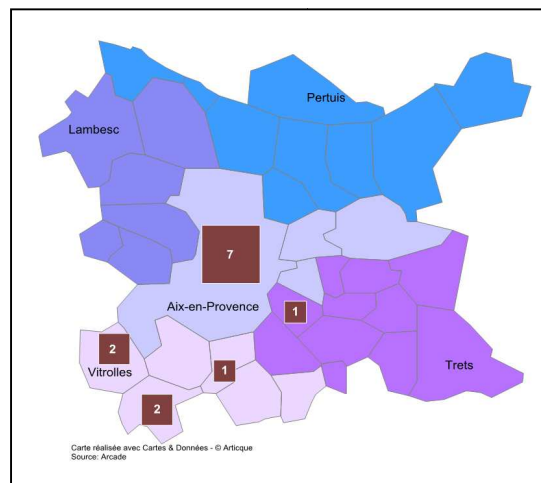 Pertuis
Lambesc
7
Aix-en-Provence
1
2
Vitrolles
1
Trets
2
Carte réalisée avec Cartes & Données - © Articque
Source: Arcade